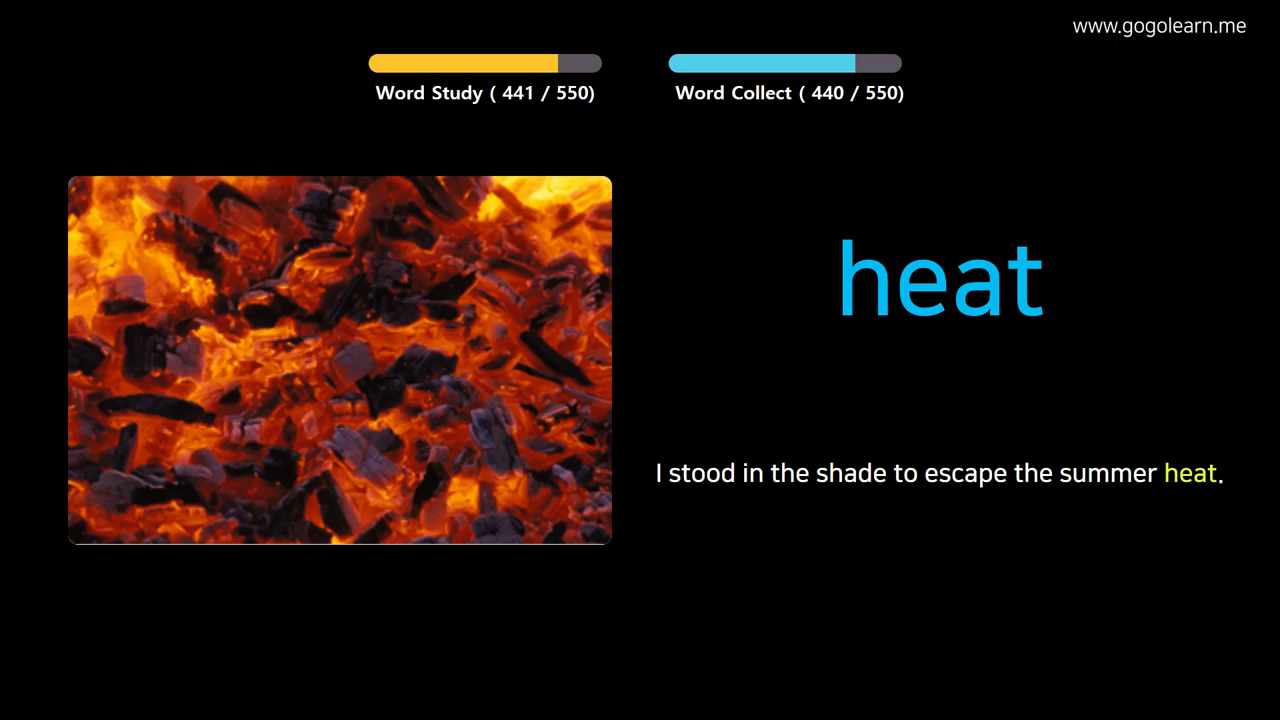 www.gogolearn.me
Word Study ( 441 / 550)
Word Collect ( 440 / 550)
heat
I stood in the shade to escape the summer heat.